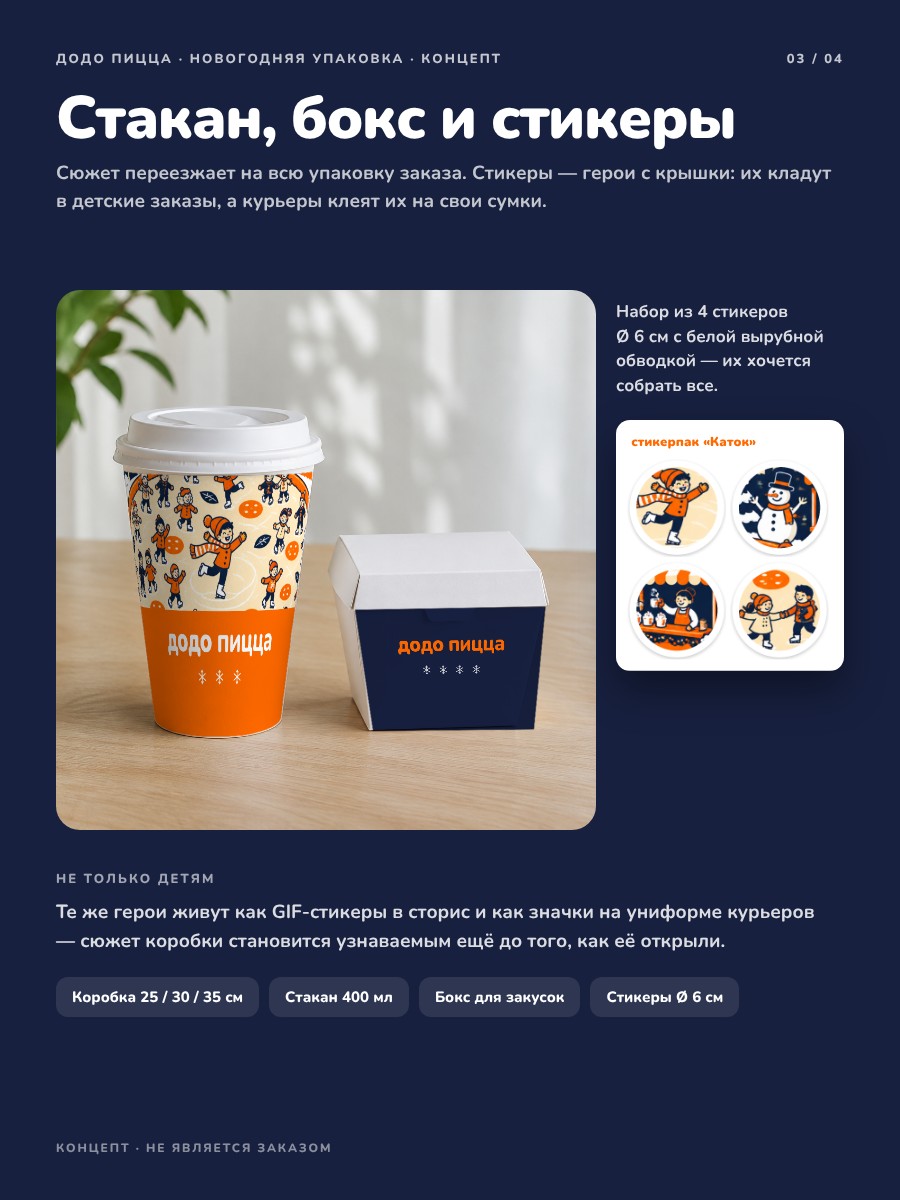 ДОДО ПИЦЦА · НОВОГОДНЯЯ УПАКОВКА · КОНЦЕПТ
03 / 04
Стакан, бокс и стикеры
Сюжет переезжает на всю упаковку заказа. Стикеры — герои с крышки: их кладут
в детские заказы, а курьеры клеят их на свои сумки.
Набор из 4 стикеров
Ø 6 см с белой вырубной
обводкой — их хочется
собрать все.
стикерпак «Каток»
додо пицца
додо пицца
НЕ ТОЛЬКО ДЕТЯМ
Те же герои живут как GIF-стикеры в сторис и как значки на униформе курьеров
— сюжет коробки становится узнаваемым ещё до того, как её открыли.
Коробка 25 / 30 / 35 см
Стакан 400 мл
Бокс для закусок
Стикеры Ø 6 см
КОНЦЕПТ · НЕ ЯВЛЯЕТСЯ ЗАКАЗОМ